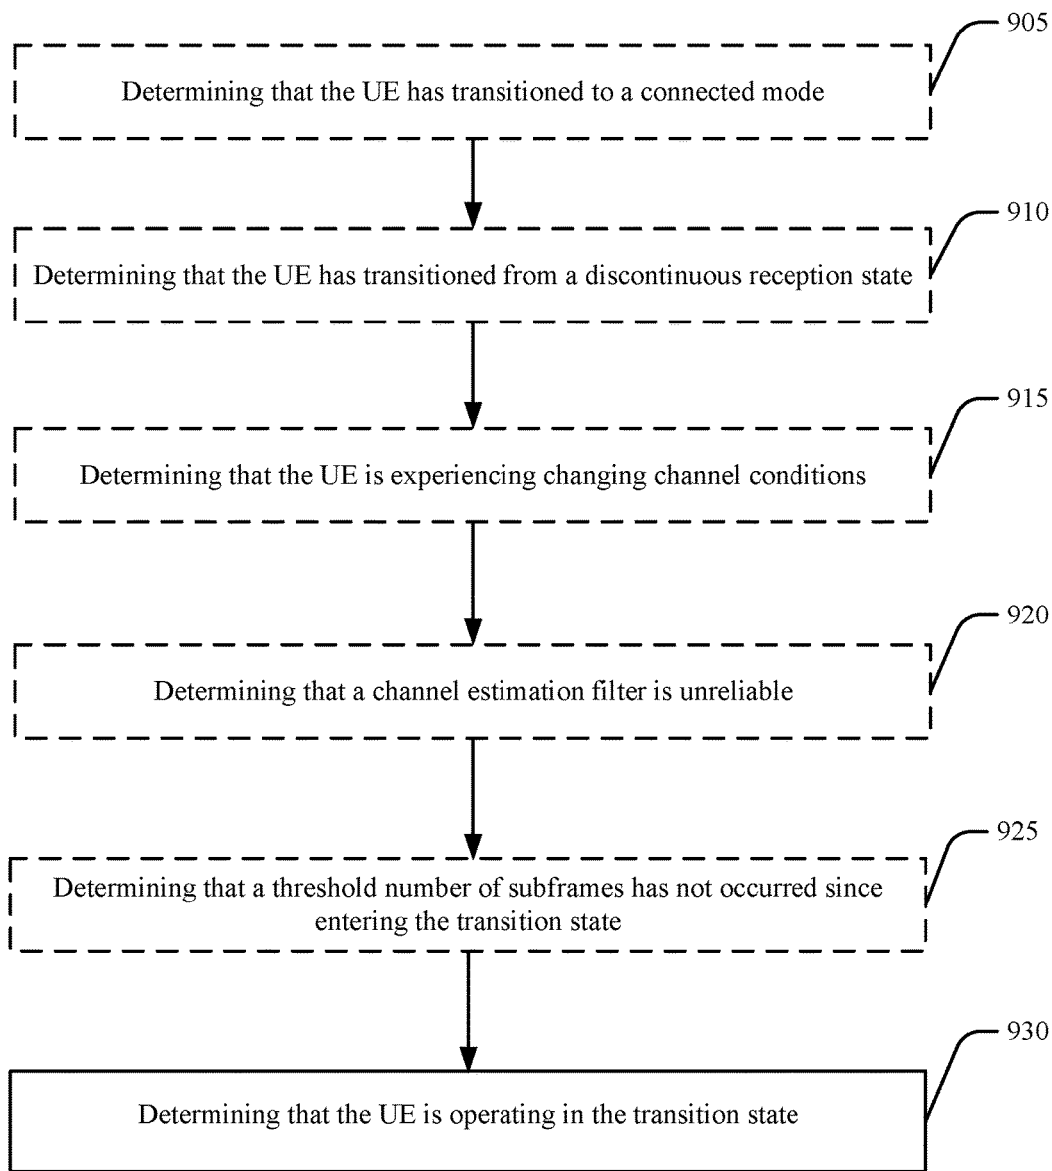 905
Determining that the UE has transitioned to a connected mode
910
Determining that the UE has transitioned from a discontinuous reception state
915
Determining that the UE is experiencing changing channel conditions
920
Determining that a channel estimation filter is unreliable
925
Determining that a threshold number of subframes has not occurred since
entering the transition state
930
Determining that the UE is operating in the transition state